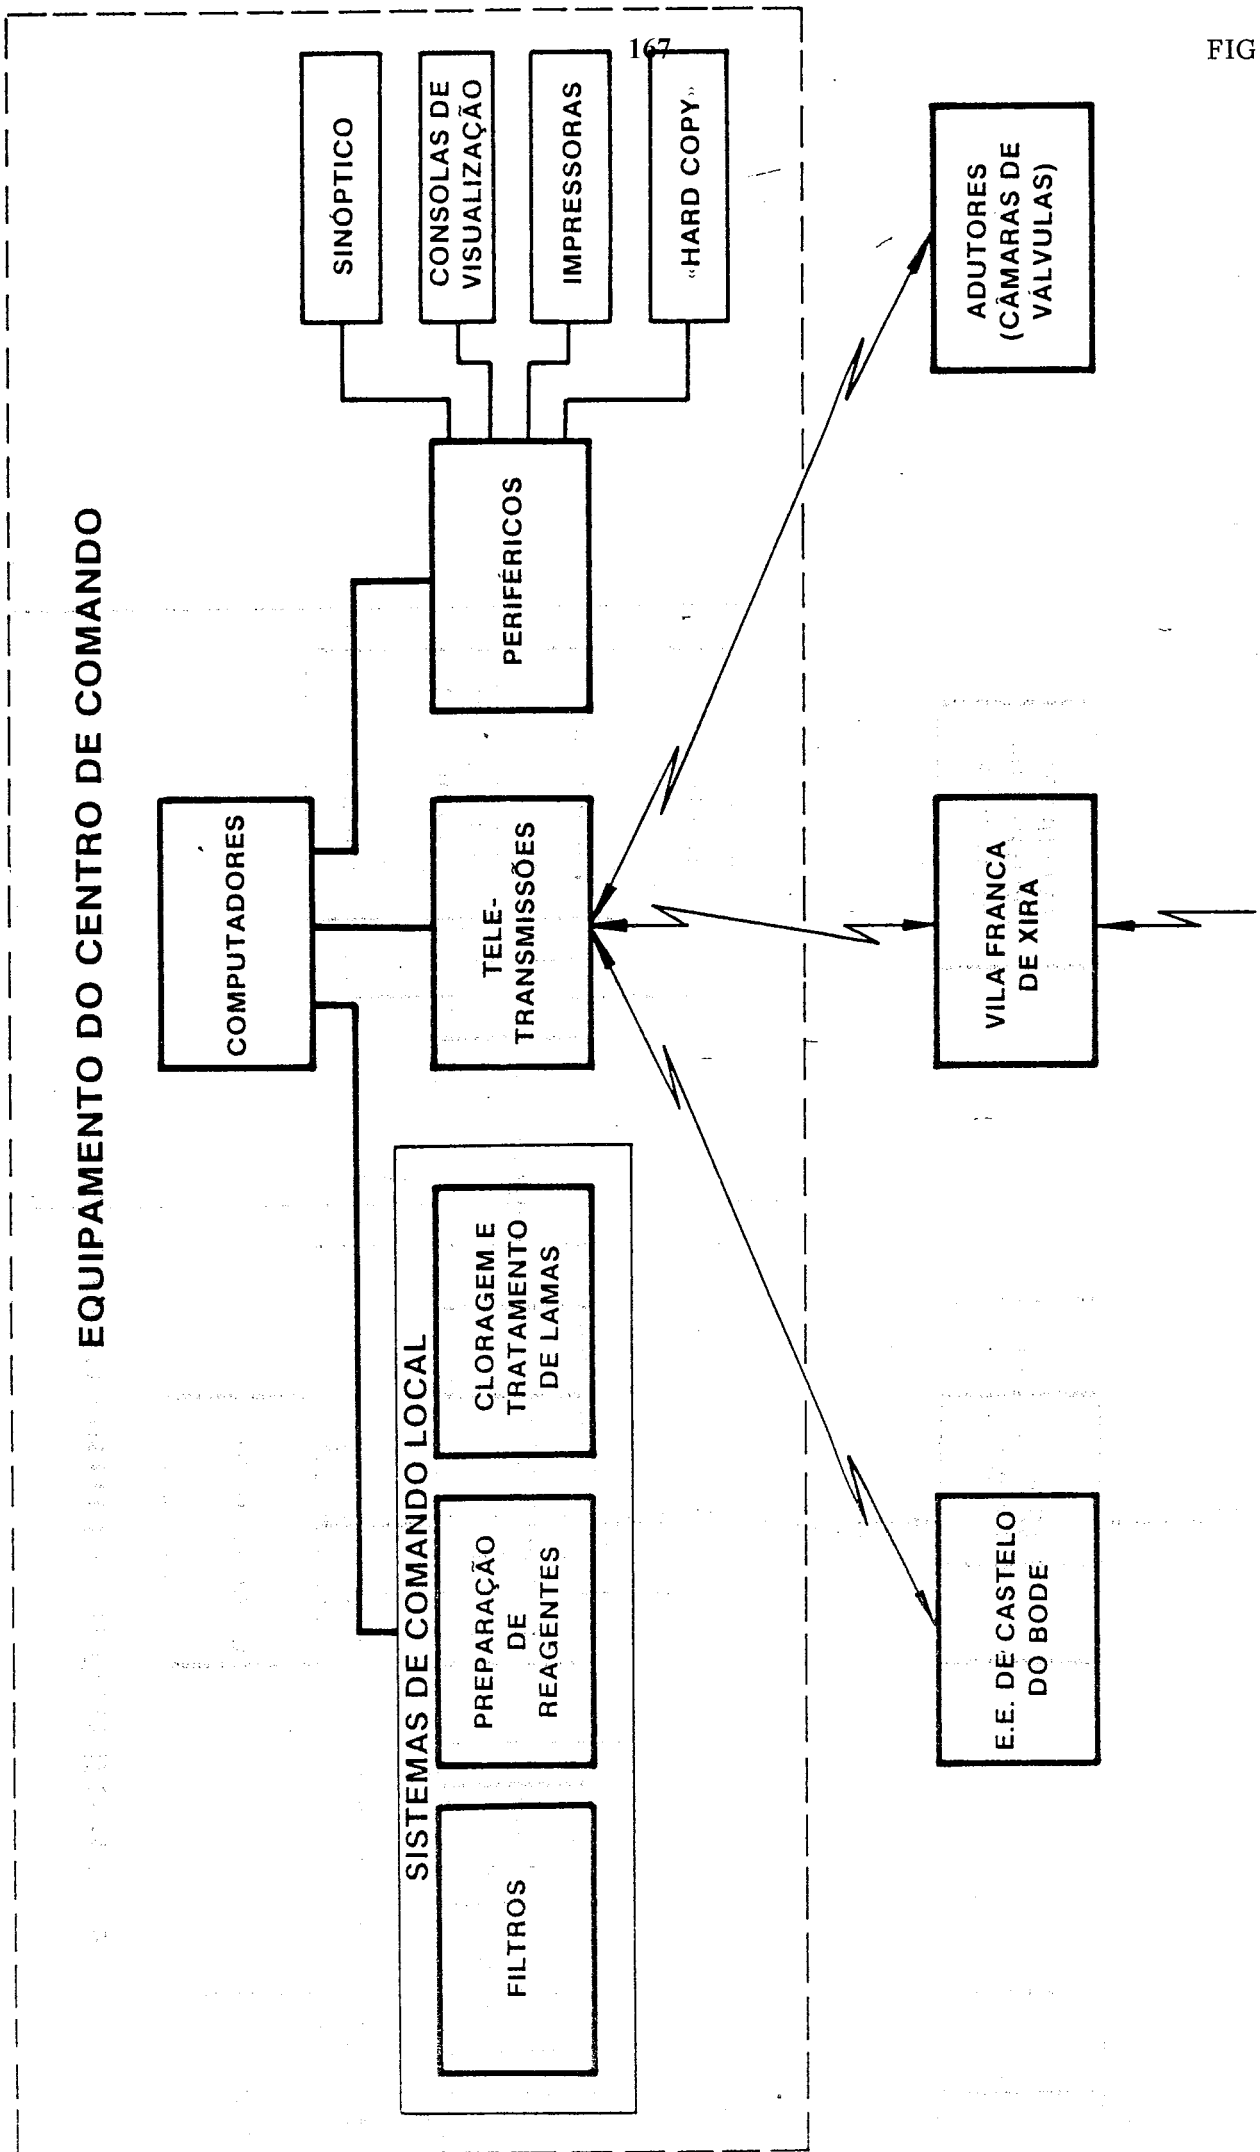 167
FIG
EQUIPAMENTO DO CENTRO DE COMANDO
COMPUTADORES
SISTEMAS DE COMANDO LOCAL
FILTROS
PREPARAÇÃO
DE
REAGENTES
CLORAGEM E
TRATAMENTO
DE LAMAS
TELE-
TRANSMISSÕES
PERIFÉRICOS
SINÓPTICO
CONSOLAS DE
VISUALIZAÇÃO
IMPRESSORAS
«HARD COPY»
E.E. DE CASTELO
DO BODE
VILA FRANCA
DE XIRA
ADUTORES
(CÂMARAS DE
VÁLVULAS)